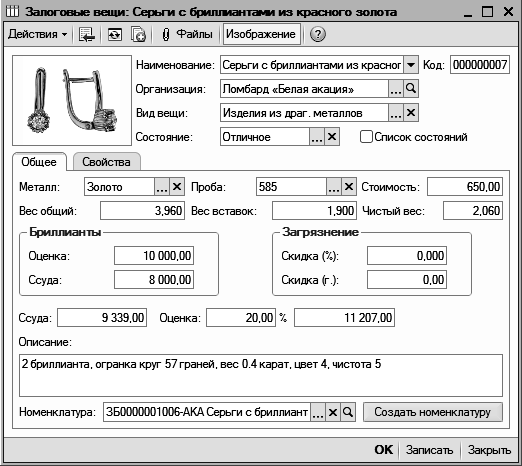 Залоговые вещи: Серьги с бриллиантами из красного золота
Действия Файлы Изображение
Наименование: Серьги с бриллиантами из красног Код: 000000007
Организация: Ломбард «Белая акация» ...
Вид вещи: Изделия из драг. металлов ...
Состояние: Отличное ... Список состояний
Общее Свойства
Металл: Золото ... Проба: 585 ... Стоимость: 650,00
Вес общий: 3,960 Вес вставок: 1,900 Чистый вес: 2,060
Бриллианты Загрязнение
Оценка: 10 000,00 Скидка (%): 0,000
Ссуда: 8 000,00 Скидка (г.): 0,00
Ссуда: 9 339,00 Оценка: 20,00 % 11 207,00
Описание:
2 бриллианта, огранка круг 57 граней, вес 0.4 карат, цвет 4, чистота 5
Номенклатура: ЗБ0000001006-АКА Серьги с бриллиант ... Создать номенклатуру
OK Записать Закрыть